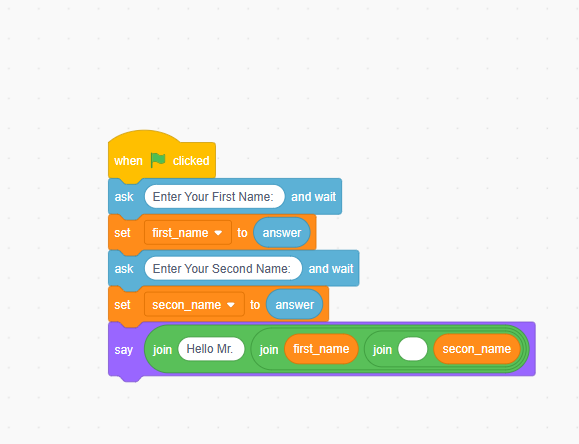 when clicked
ask Enter Your First Name: and wait
set first_name to answer
ask Enter Your Second Name: and wait
set secon_name to answer
say join Hello Mr. join first_name join secon_name